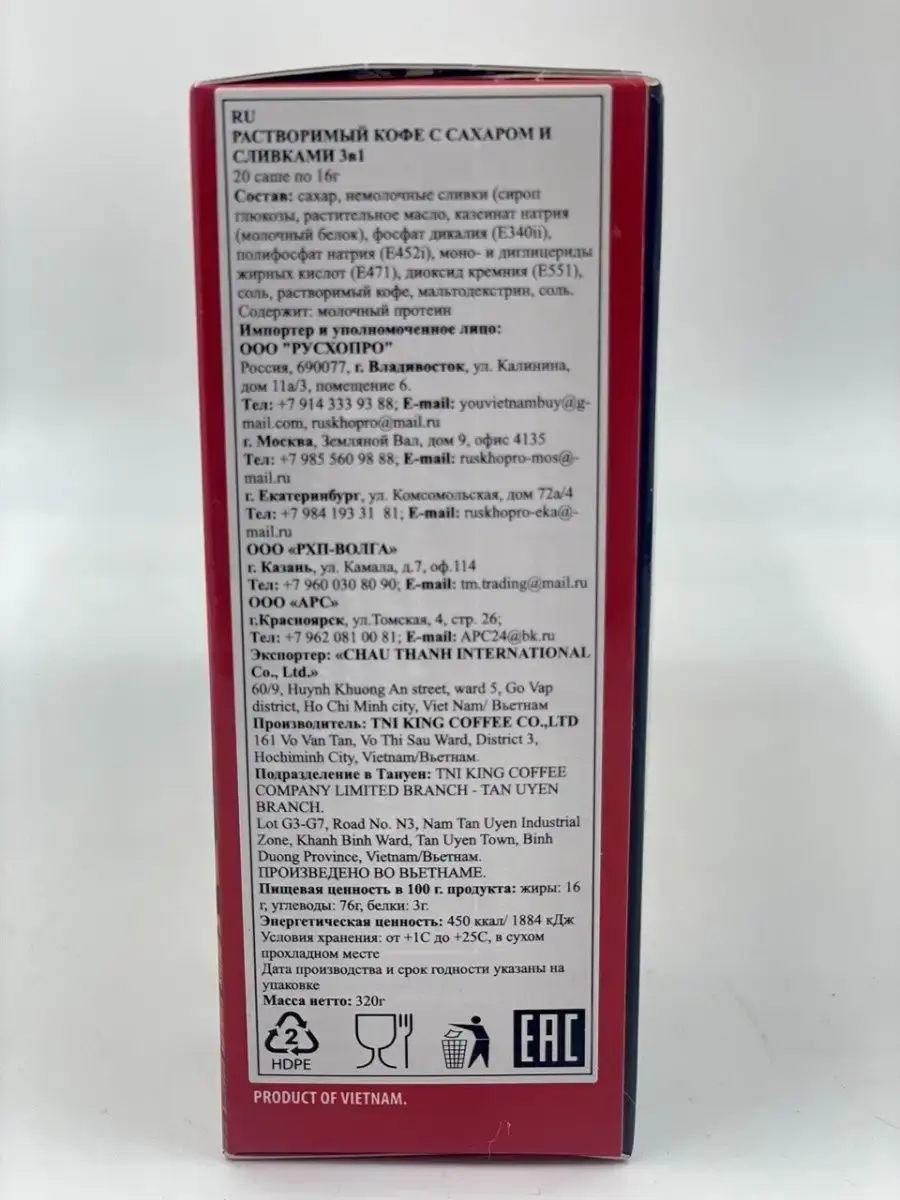 RU
РАСТВОРИМЫЙ КОФЕ С САХАРОМ И
СЛИВКАМИ 3в1
20 саше по 16г
Состав: сахар, немолочные сливки (сироп
глюкозы, растительное масло, казеинат натрия
(молочный белок), фосфат дикалия (E340ii),
полифосфат натрия (E452i), моно- и диглицериды
жирных кислот (E471), диоксид кремния (E551),
соль, растворимый кофе, мальтодекстрин, соль.
Содержит: молочный протеин
Импортер и уполномоченное лицо:
ООО "РУСХОПРО"
Россия, 690077, г. Владивосток, ул. Калинина,
дом 11а/3, помещение 6.
Тел: +7 914 333 93 88; E-mail: youvietnambuy@g-
mail.com, ruskhopro@mail.ru
г. Москва, Земляной Вал, дом 9, офис 4135
Тел: +7 985 560 98 88; E-mail: ruskhopro-mos@-
mail.ru
г. Екатеринбург, ул. Комсомольская, дом 72а/4
Тел: +7 984 193 31 81; E-mail: ruskhopro-eka@-
mail.ru
ООО «РХП-ВОЛГА»
г. Казань, ул. Камала, д.7, оф.114
Тел: +7 960 030 80 90; E-mail: tm.trading@mail.ru
ООО «АРС»
г.Красноярск, ул.Томская, 4, стр. 26;
Тел: +7 962 081 00 81; E-mail: APC24@bk.ru
Экспортер: «CHAU THANH INTERNATIONAL
Co., Ltd.»
60/9, Huynh Khuong An street, ward 5, Go Vap
district, Ho Chi Minh city, Viet Nam/ Вьетнам
Производитель: TNI KING COFFEE CO.,LTD
161 Vo Van Tan, Vo Thi Sau Ward, District 3,
Hochiminh City, Vietnam/Вьетнам.
Подразделение в Тануен: TNI KING COFFEE
COMPANY LIMITED BRANCH - TAN UYEN
BRANCH.
Lot G3-G7, Road No. N3, Nam Tan Uyen Industrial
Zone, Khanh Binh Ward, Tan Uyen Town, Binh
Duong Province, Vietnam/Вьетнам.
ПРОИЗВЕДЕНО ВО ВЬЕТНАМЕ.
Пищевая ценность в 100 г. продукта: жиры: 16
г, углеводы: 76г, белки: 3г.
Энергетическая ценность: 450 ккал/ 1884 кДж
Условия хранения: от +1С до +25С, в сухом
прохладном месте
Дата производства и срок годности указаны на
упаковке
Масса нетто: 320г
2
HDPE
EAC
PRODUCT OF VIETNAM.